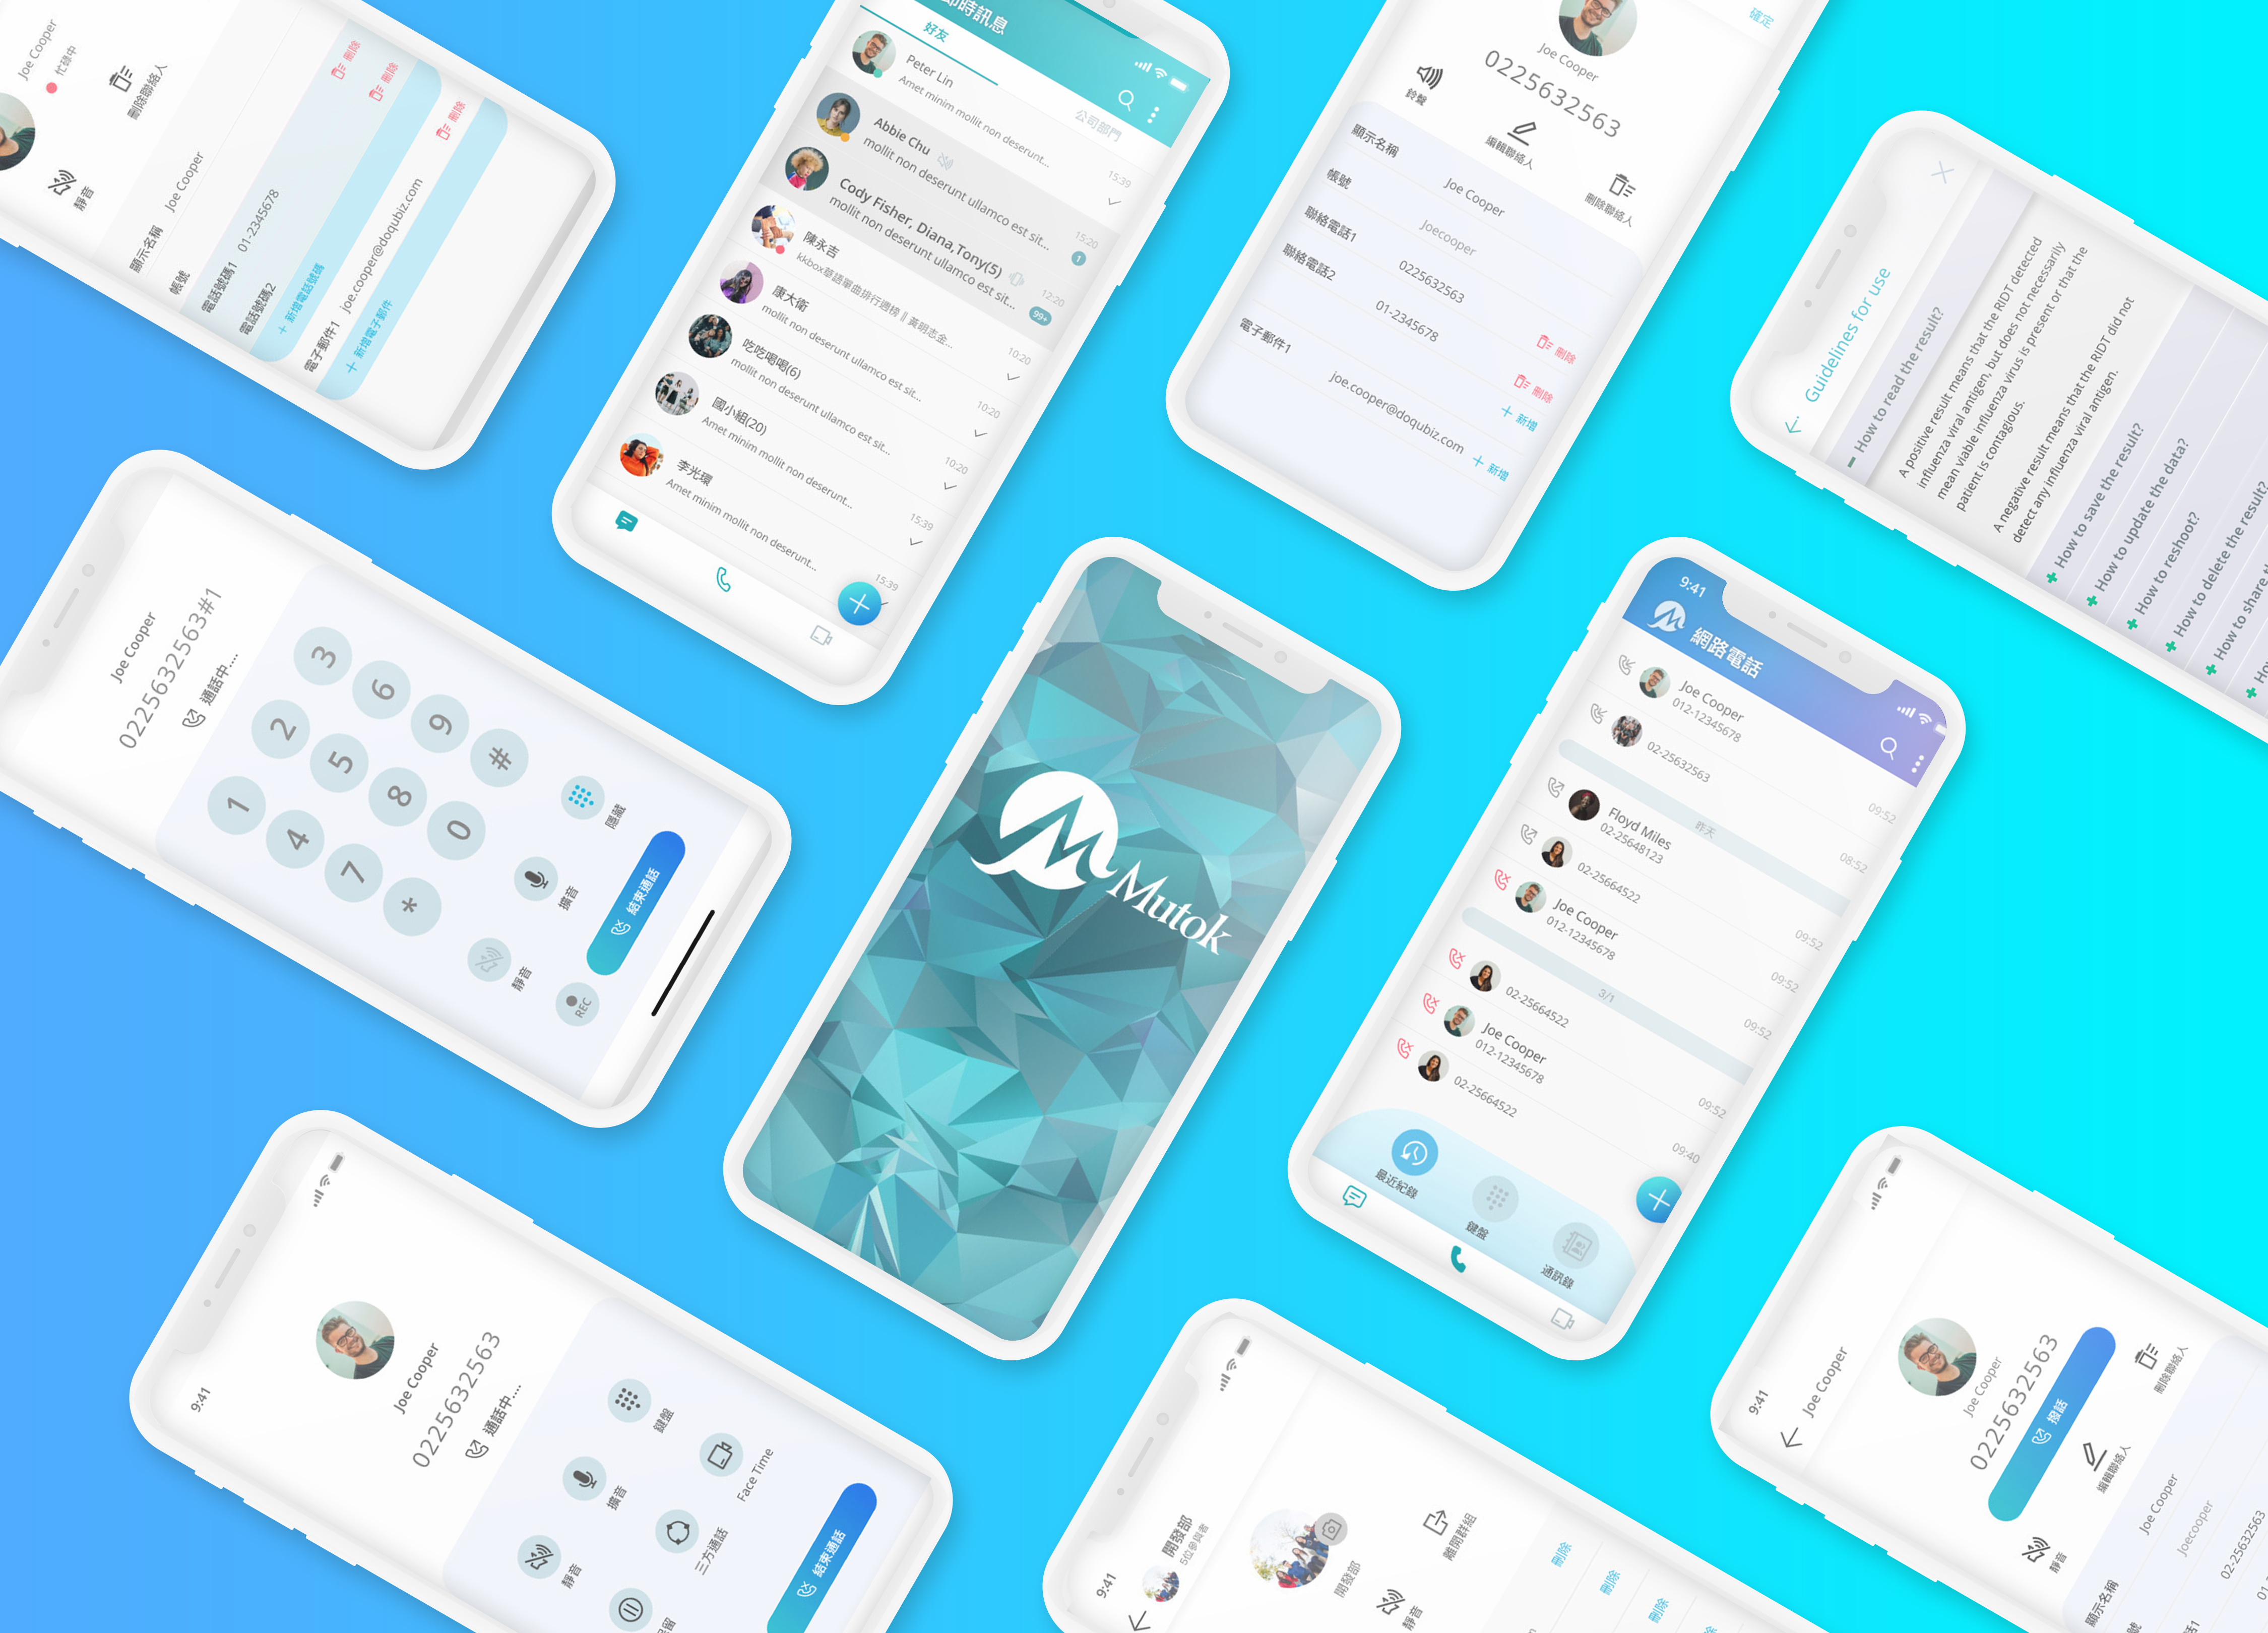 Joe Cooper
忙碌中
靜音
刪除聯絡人
顯示名稱 Joe Cooper
帳號
電話號碼1 01-2345678
刪除
電話號碼2
刪除
+ 新增電話號碼
電子郵件1 joe.cooper@doqubiz.com
刪除
+ 新增電子郵件
即時訊息
好友
公司部門
Peter Lin
Amet minim mollit non deserunt...
15:39
Abbie Chu
mollit non deserunt ullamco est sit...
15:20
1
Cody Fisher, Diana,Tony(5)
mollit non deserunt ullamco est sit...
12:20
99+
陳永吉
kkbox華語單曲排行週榜 || 黃明志金...
10:20
康大衛
mollit non deserunt ullamco est sit...
10:20
吃吃喝喝(6)
mollit non deserunt ullamco est sit...
10:20
國小組(20)
Amet minim mollit non deserunt...
15:39
李光環
Amet minim mollit non deserunt...
15:39
確定
Joe Cooper
0225632563
鈴聲
編輯聯絡人
刪除聯絡人
顯示名稱
Joe Cooper
帳號
Joecooper
聯絡電話1
0225632563
刪除
聯絡電話2
01-2345678
刪除
+ 新增
電子郵件1
joe.cooper@doqubiz.com
+ 新增
Guidelines for use
How to read the result?
A positive result means that the RIDT detected
influenza viral antigen, but does not necessarily
mean viable influenza virus is present or that the
patient is contagious.
A negative result means that the RIDT did not
detect any influenza viral antigen.
How to save the result?
How to update the data?
How to reshoot?
How to delete the result?
How to share
Joe Cooper
0225632563#1
通話中....
1
2
3
4
5
6
7
8
9
*
0
#
靜音
擴音
隱藏
REC
結束通話
Mutok
9:41
網路電話
Joe Cooper
012-12345678
09:52
02-25632563
08:52
昨天
Floyd Miles
02-25648123
09:52
02-25664522
09:52
Joe Cooper
012-12345678
09:52
3/1
02-25664522
09:52
Joe Cooper
012-12345678
09:40
02-25664522
最近紀錄
鍵盤
通訊錄
9:41
Joe Cooper
0225632563
通話中....
靜音
擴音
鍵盤
三方通話
Face Time
結束通話
9:41
開發部
5位參與者
開發部
靜音
離開群組
刪除
刪除
刪除
9:41
Joe Cooper
Joe Cooper
0225632563
撥話
靜音
編輯聯絡人
刪除聯絡人
顯示名稱
Joe Cooper
Joecooper
02-25632563